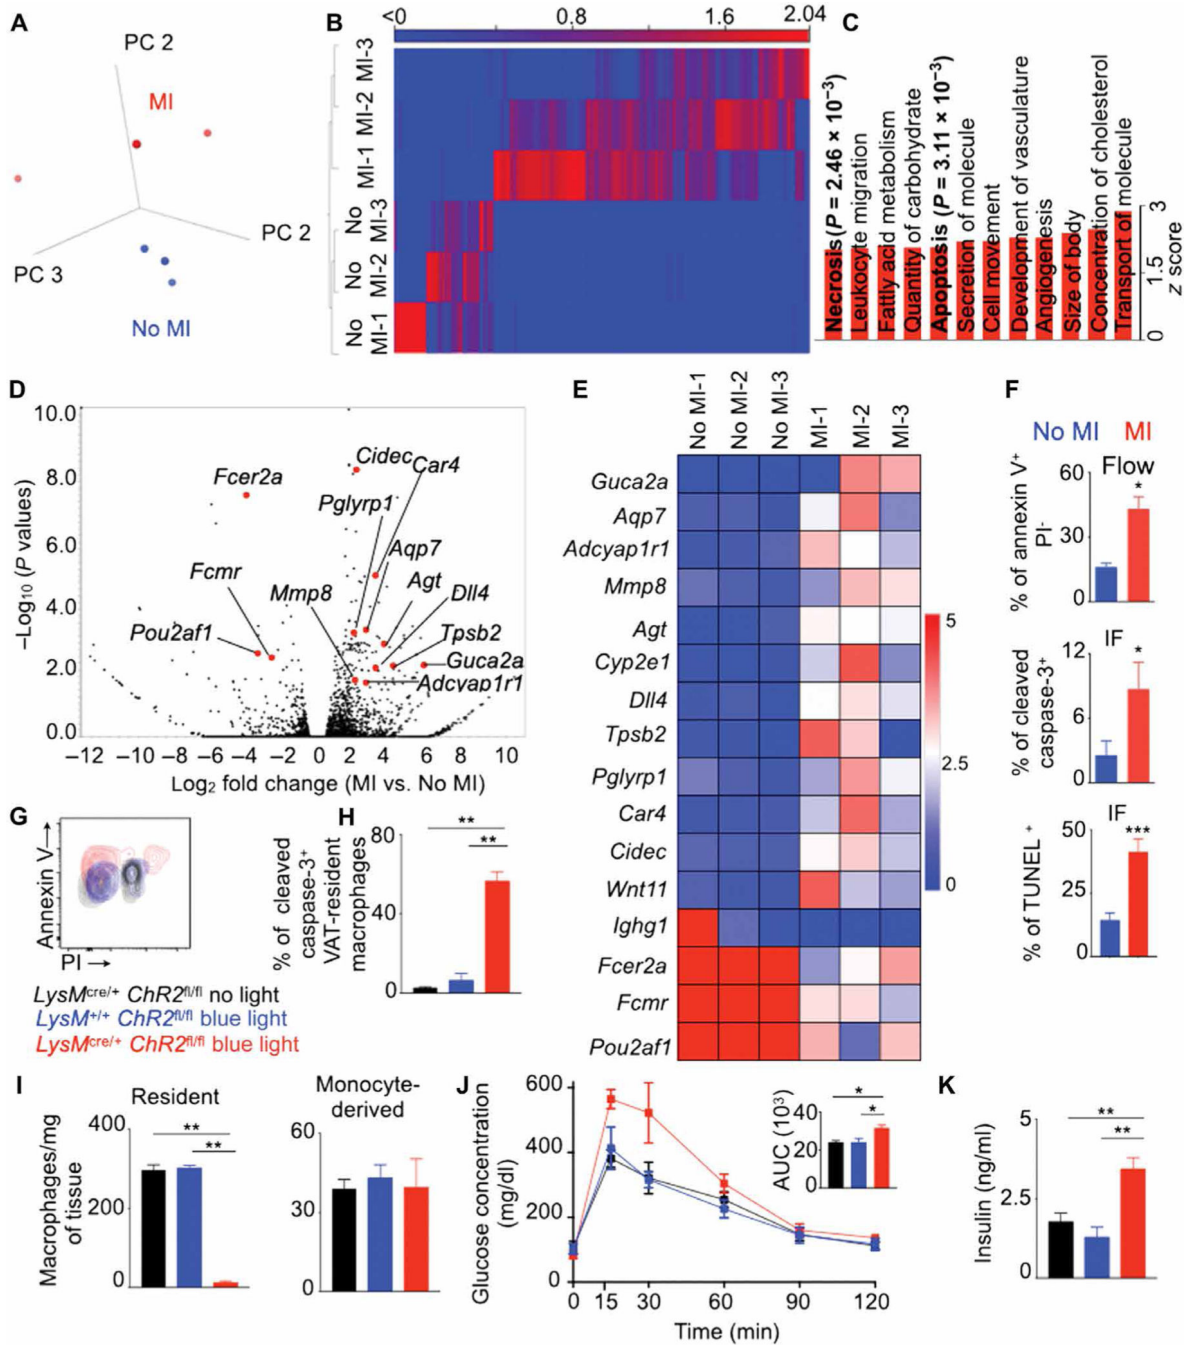 A
PC 2
MI
PC 2
PC 3
No MI
B
<0
0.8
1.6
2.04
MI-3
MI-2
MI-1
No
MI-3
No
MI-2
No
MI-1
C
Necrosis (P = 2.46 × 10−3)
Leukocyte migration
Fattly acid metabolism
Quantity of carbohydrate
Apoptosis (P = 3.11 × 10−3)
Secretion of molecule
Cell movement
Development of vasculature
Angiogenesis
Size of body
Concentration of cholesterol
Transport of molecule
3
1.5
0
z score
D
−Log10 (P values)
10.0
8.0
6.0
4.0
2.0
0.0
Fcer2a
Cidec
Car4
Pglyrp1
Aqp7
Fcmr
Mmp8
Agt
Dll4
Pou2af1
Tpsb2
Guca2a
Adcyap1r1
−12 −10 −8 −6 −4 −2 0 2 4 6 8 10
Log2 fold change (MI vs. No MI)
E
No MI-1
No MI-2
No MI-3
MI-1
MI-2
MI-3
Guca2a
Aqp7
Adcyap1r1
Mmp8
Agt
Cyp2e1
Dll4
Tpsb2
Pglyrp1
Car4
Cidec
Wnt11
Ighg1
Fcer2a
Fcmr
Pou2af1
5
2.5
0
F
No MI MI
Flow
% of annexin V+
PI-
60
30
0
*
IF
% of cleaved
caspase-3+
12
6
0
*
IF
% of TUNEL +
50
25
0
***
G
Annexin V→
PI →
LysMcre/+ ChR2fl/fl no light
LysM+/+ ChR2fl/fl blue light
LysMcre/+ ChR2fl/fl blue light
H
% of cleaved
caspase-3+
VAT-resident
macrophages
80
40
0
**
**
I
Macrophages/mg
of tissue
Resident
400
200
0
**
**
Monocyte-
derived
60
30
0
J
Glucose concentration
(mg/dl)
600
400
200
0
0 15 30 60 90 120
Time (min)
AUC (10³)
40
20
0
*
*
K
Insulin (ng/ml)
5
2.5
0
**
**